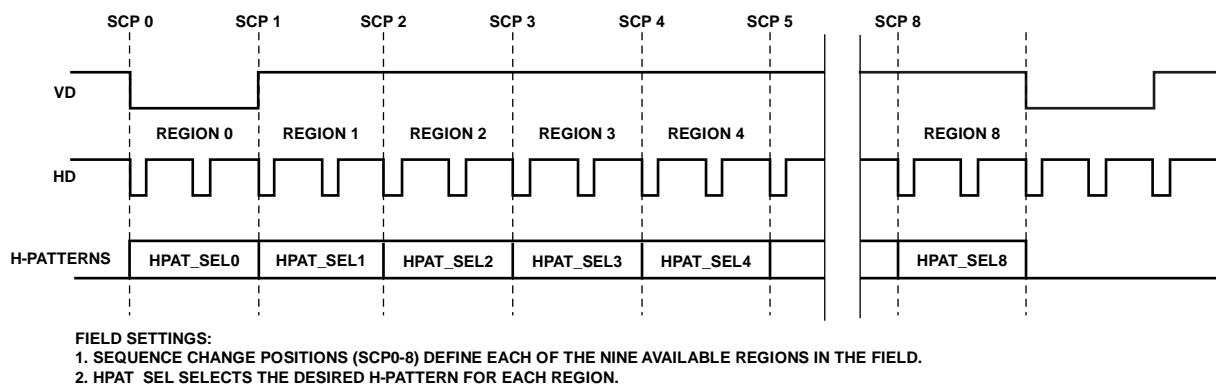 SCP 0 SCP 1 SCP 2 SCP 3 SCP 4 SCP 5 SCP 8
VD
REGION 0 REGION 1 REGION 2 REGION 3 REGION 4 REGION 8
HD
H-PATTERNS HPAT_SEL0 HPAT_SEL1 HPAT_SEL2 HPAT_SEL3 HPAT_SEL4 HPAT_SEL8
FIELD SETTINGS:
1. SEQUENCE CHANGE POSITIONS (SCP0-8) DEFINE EACH OF THE NINE AVAILABLE REGIONS IN THE FIELD.
2. HPAT_SEL SELECTS THE DESIRED H-PATTERN FOR EACH REGION.